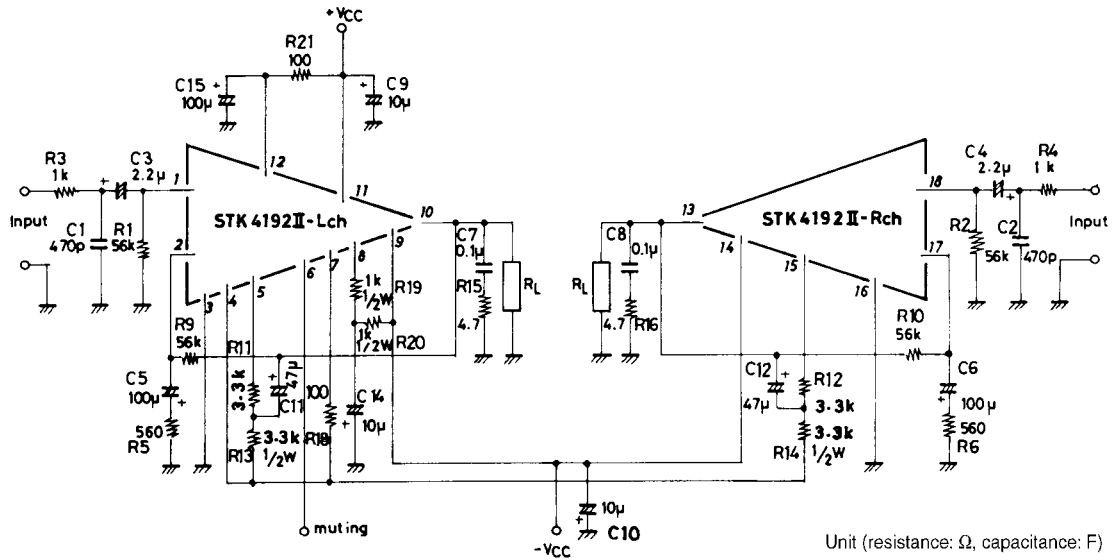 +Vcc
R21
100
C15
100µ
C9
10µ
R3
1k
C3
2.2µ
Input
C1
470p
R1
56k
1
2
12
11
STK4192II-Lch
10
9
8
7
6
5
4
3
C7
0.1µ
R15
4.7
RL
1k
1/2W
R19
1k
1/2W
R20
R9
56k
C5
100µ
560
R5
R11
3.3k
47µ
C11
3.3k
1/2W
R13
100
R18
C14
10µ
muting
-Vcc
10µ
C10
C8
0.1µ
RL
4.7
R16
13
14
15
16
STK4192II-Rch
18
17
C4
2.2µ
R4
1k
R2
56k
C2
470p
Input
R10
56k
C12
47µ
R12
3.3k
3.3k
R14
1/2W
C6
100µ
560
R6
Unit (resistance: Ω, capacitance: F)